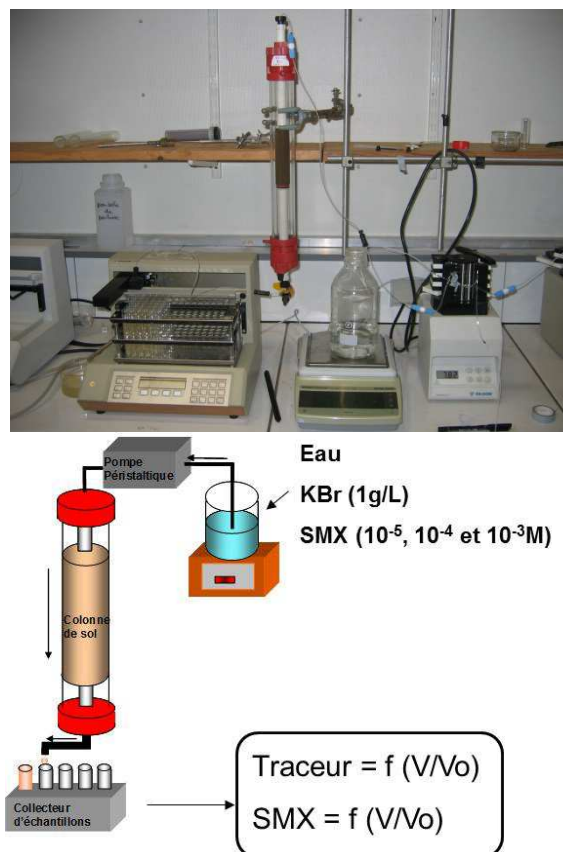 Pompe
Péristaltique
Eau
KBr (1g/L)
SMX (10⁻⁵, 10⁻⁴ et 10⁻³M)
Colonne
de sol
Collecteur
d'échantillons
Traceur = f (V/Vo)
SMX = f (V/Vo)